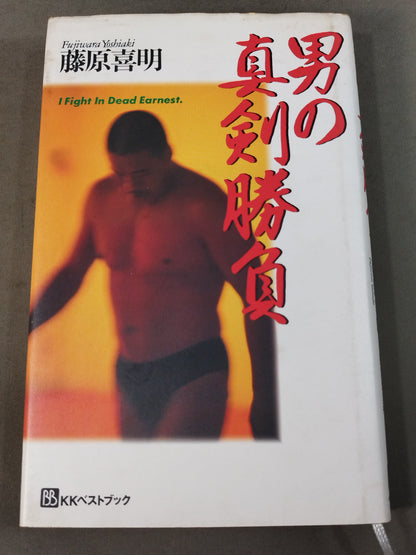 Fujiwara Yoshiaki
藤原喜明
I Fight In Dead Earnest.
男の
真剣勝負
BB KKベストブック